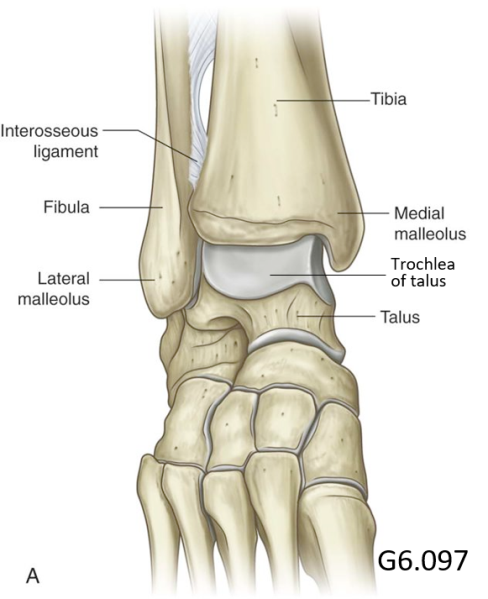 Tibia
Interosseous
ligament
Fibula
Medial
malleolus
Lateral
malleolus
Trochlea
of talus
Talus
G6.097
A